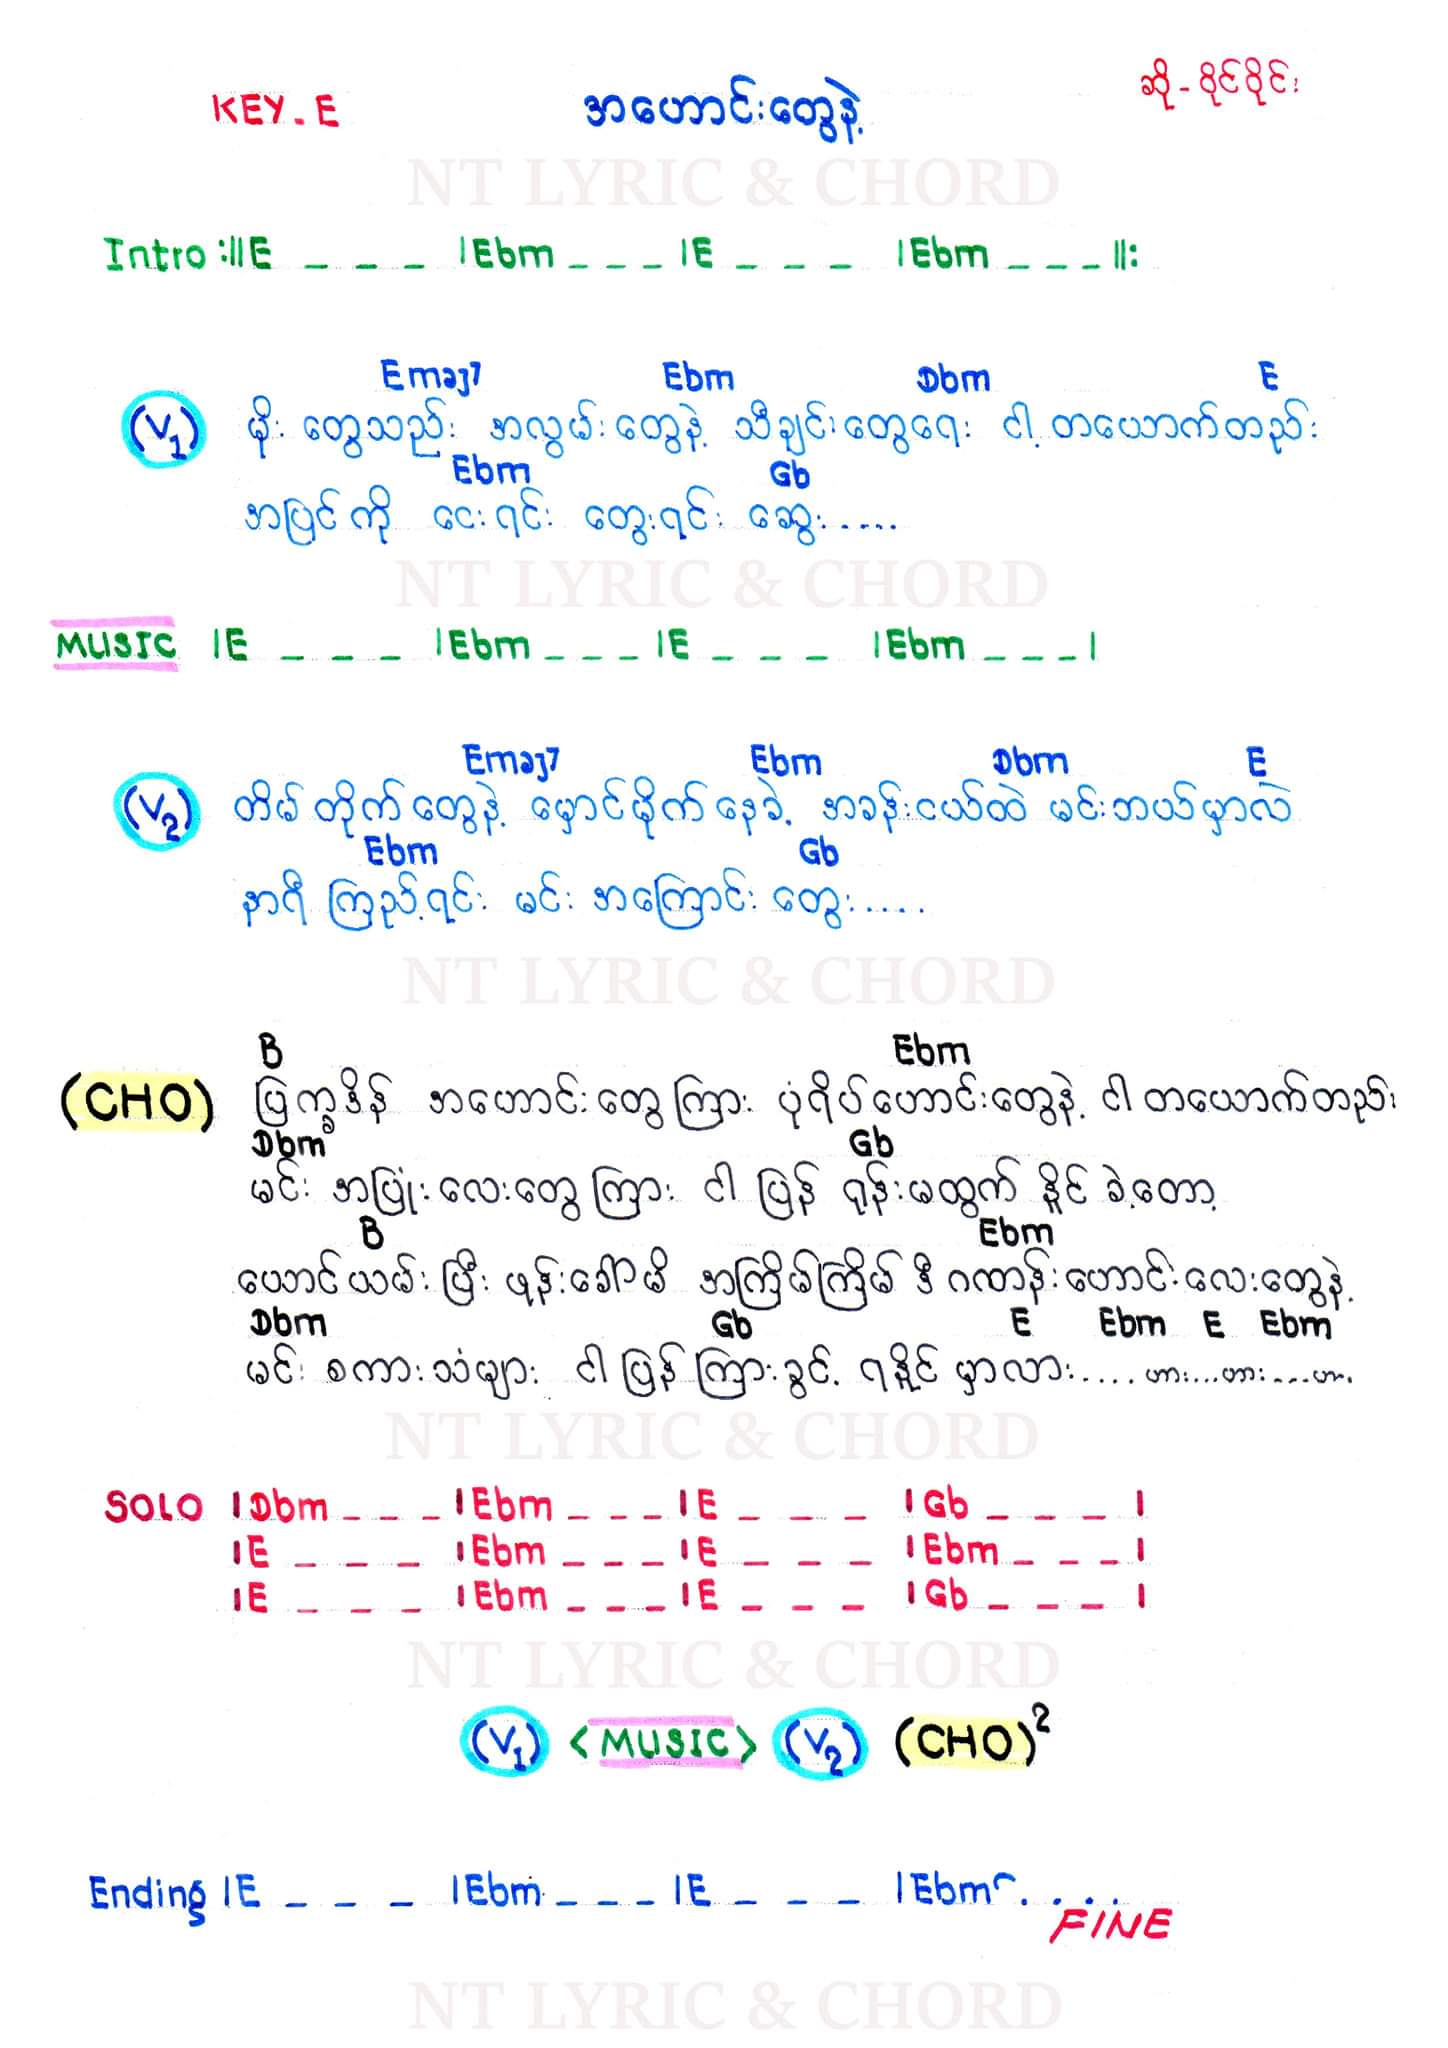 KEY. E
အဟောင်းတွေနဲ့
ဆို - ဝိုင်ဝိုင်း
NT LYRIC & CHORD
Intro :||E _ _ _ |Ebm _ _ _ |E _ _ _ |Ebm _ _ _ ||:
Emaj7 Ebm Dbm E
(V1) မိုး တွေသည်း အလွမ်းတွေနဲ့ သီချင်းတွေရေး ငါ့ တယောက်တည်း
Ebm Gb
အပြင်ကို ငေးရင်း တွေးရင်း ဆွေး.....
NT LYRIC & CHORD
MUSIC |E _ _ _ |Ebm _ _ _ |E _ _ _ |Ebm _ _ _ |
Emaj7 Ebm Dbm E
(V2) တိမ်တိုက်တွေနဲ့ မှောင်မိုက်နေခဲ့ အခန်းငယ်ထဲ မင်းဘယ်မှာလဲ
Ebm Gb
နာရီ ကြည့်ရင်း မင်း အကြောင်း တွေး.....
NT LYRIC & CHORD
B Ebm
(CHO) ပြက္ခဒိန် အဟောင်းတွေကြား ပုံရိပ်ဟောင်းတွေနဲ့ ငါ တယောက်တည်း
Dbm Gb
မင်း အပြုံးလေးတွေကြား ငါ ပြန် ရုန်းမထွက် နိူင် ခဲ့တော့
B Ebm
ယောင်ယမ်းပြီး ဖုန်းခေါ်မိ အကြိမ်ကြိမ် ဒီဂဏန်းဟောင်းလေးတွေနဲ့
Dbm Gb E Ebm E Ebm
မင်း စကားသံများ ငါ ပြန် ကြားခွင့် ရနိူင်မှာလား.... ဟား...ဟား....ဟ..
NT LYRIC & CHORD
SOLO |Dbm _ _ _ |Ebm _ _ _ |E _ _ _ |Gb _ _ _ |
|E _ _ _ |Ebm _ _ _ |E _ _ _ |Ebm _ _ _ |
|E _ _ _ |Ebm _ _ _ |E _ _ _ |Gb _ _ _ |
NT LYRIC & CHORD
(V1) <MUSIC> (V2) (CHO)2
Ending |E _ _ _ |Ebm _ _ _ |E _ _ _ |Ebm ....
FINE
NT LYRIC & CHORD